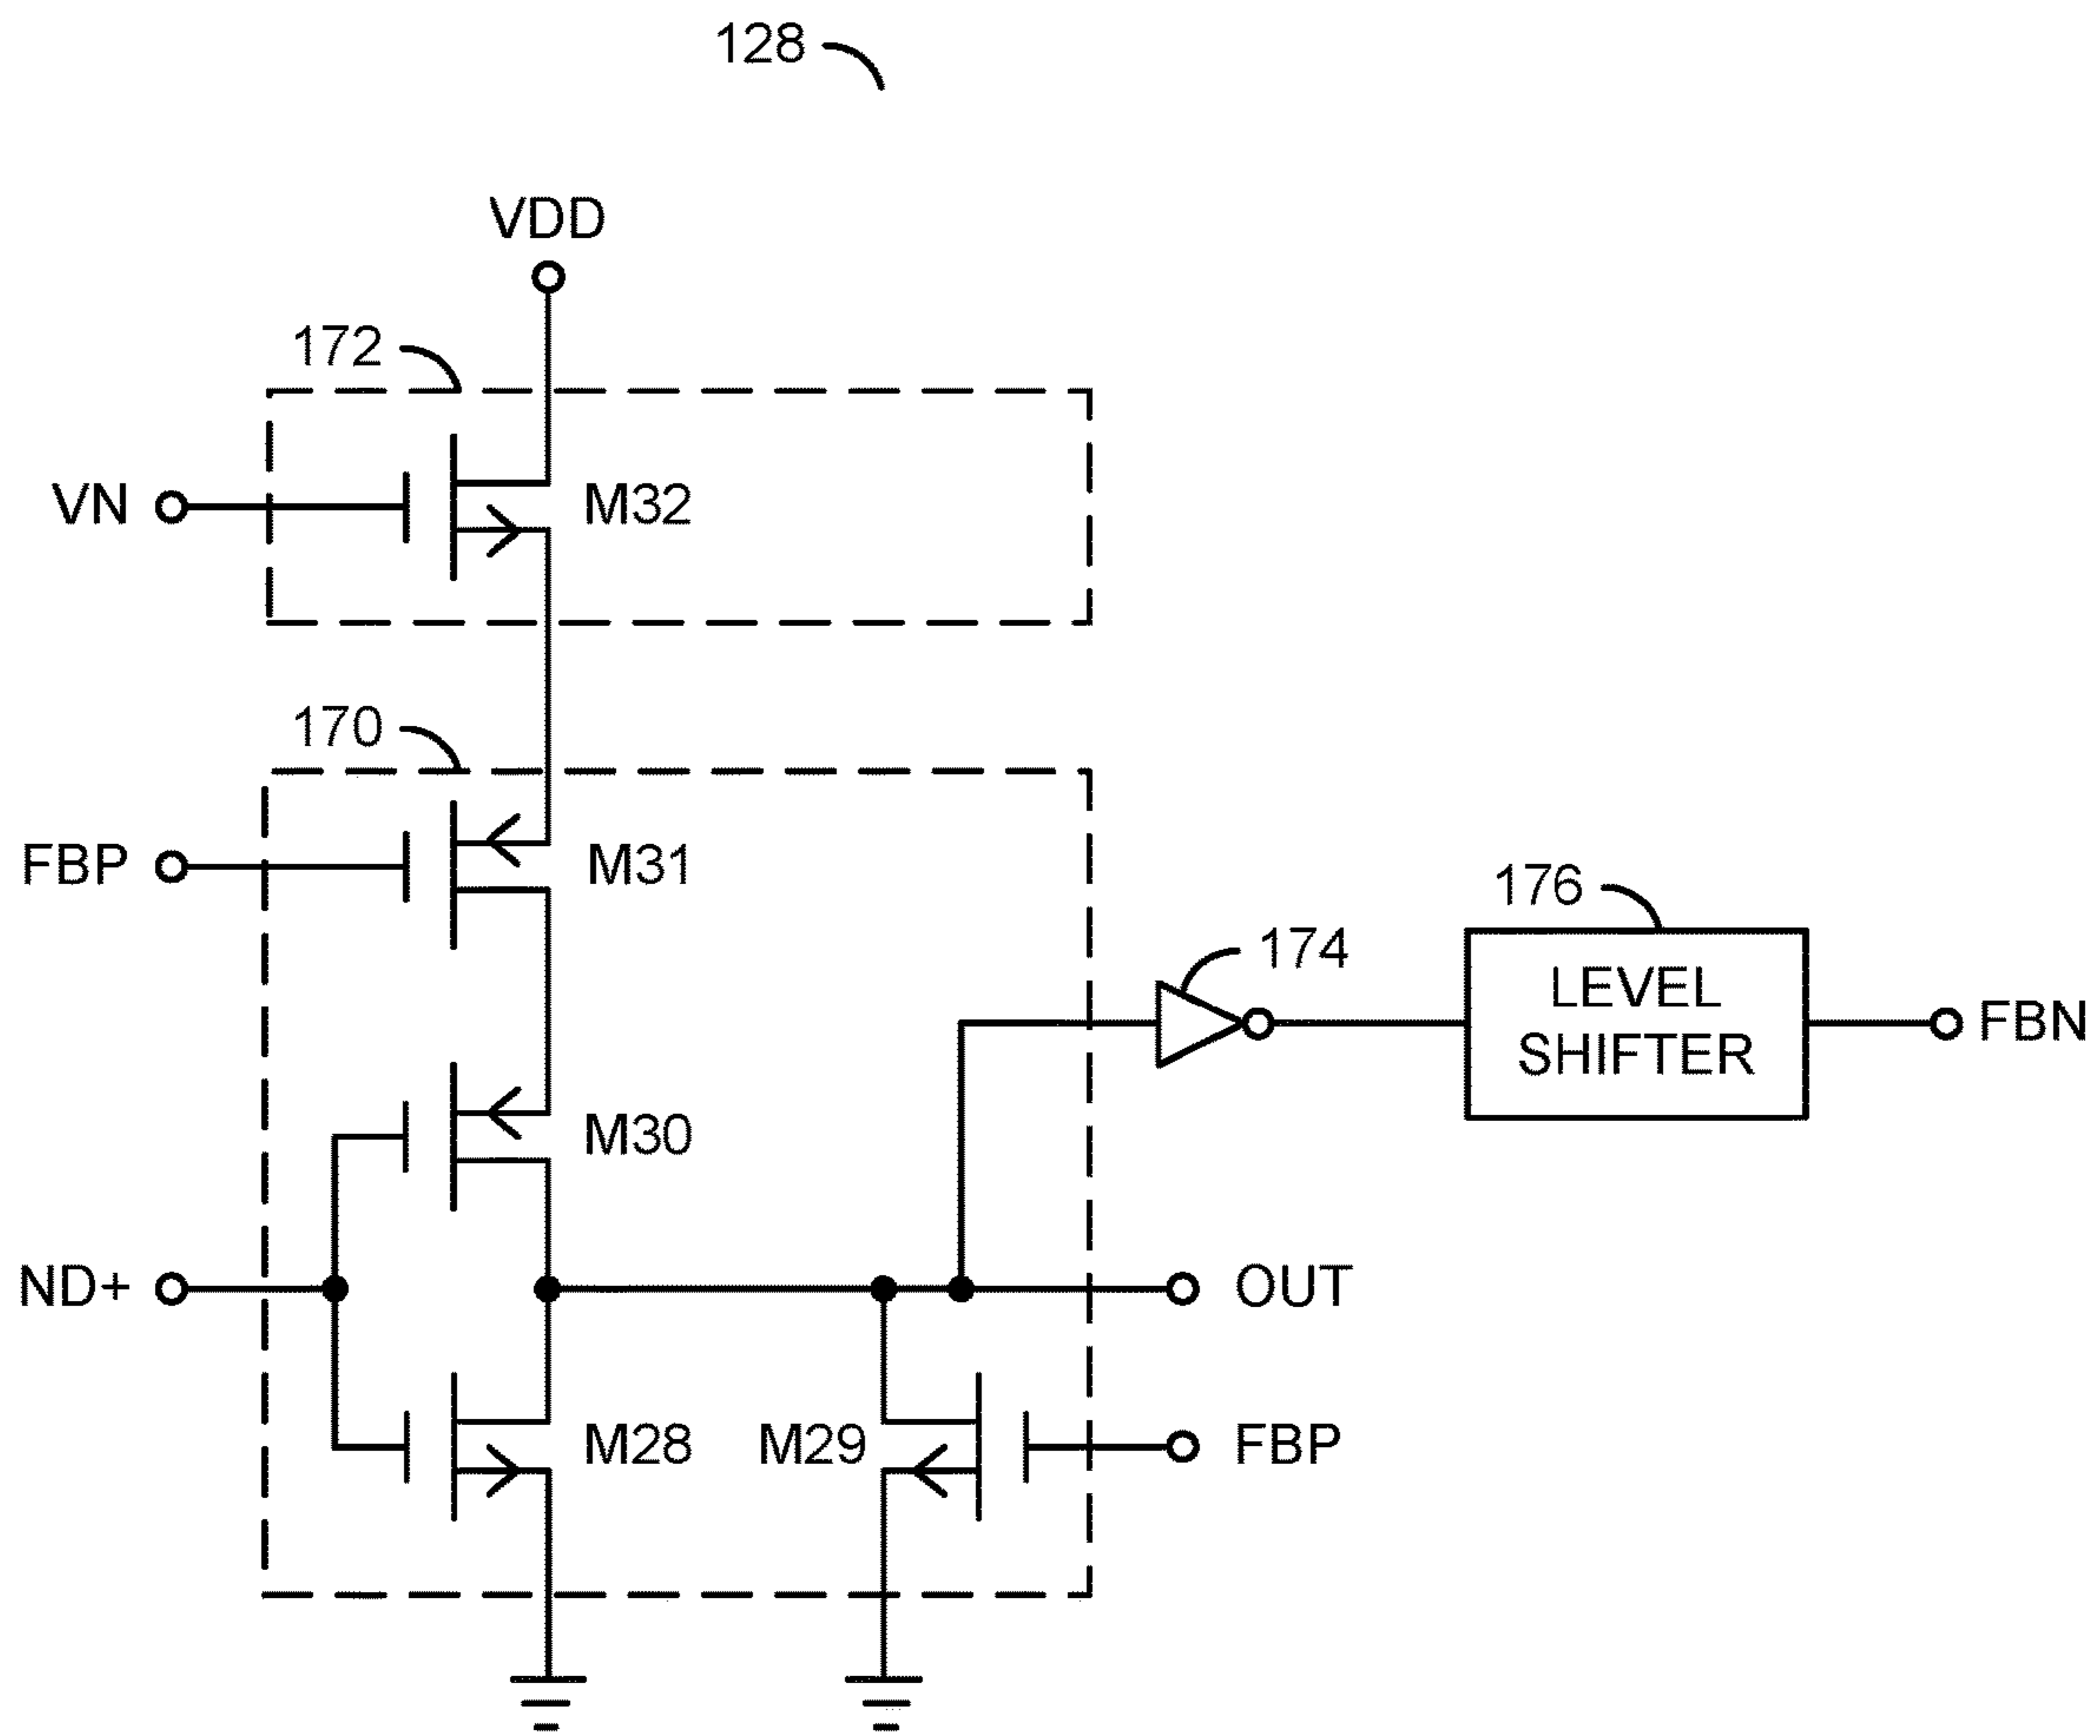 128
VDD
172
VN
M32
170
FBP
M31
176
174
LEVEL
SHIFTER
FBN
M30
ND+
OUT
M28
M29
FBP